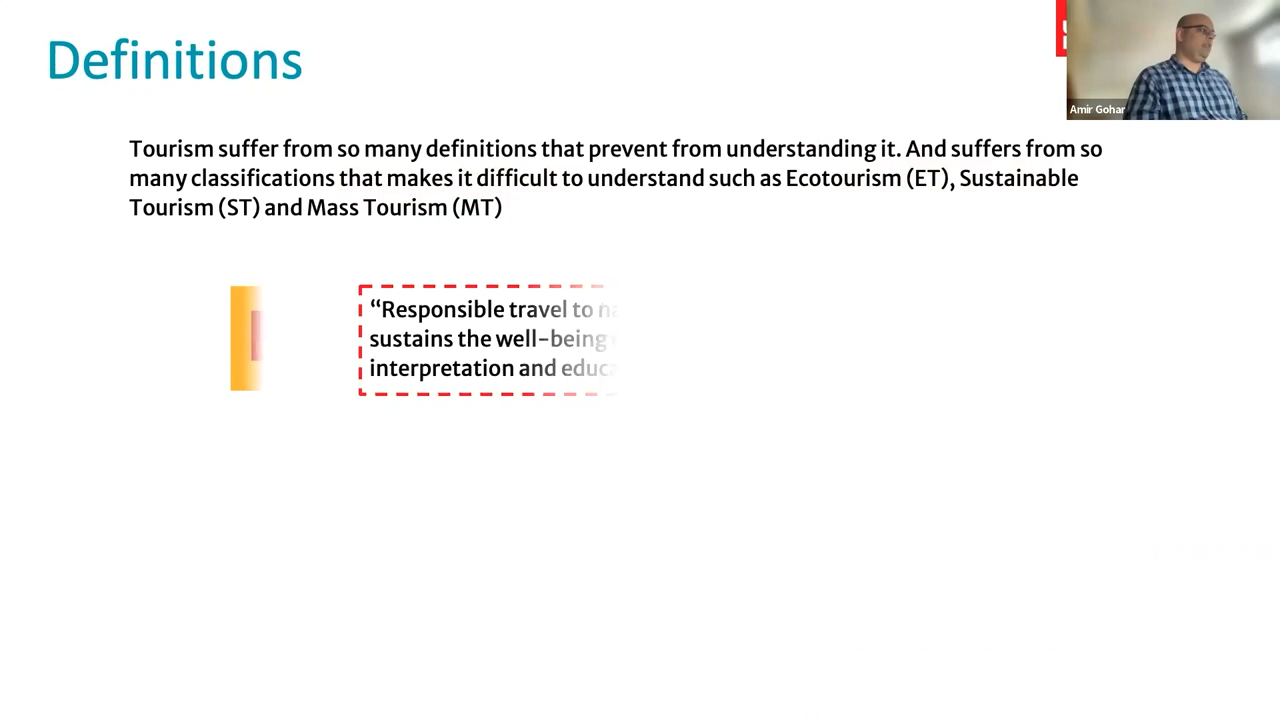 Definitions
Amir Gohar
Tourism suffer from so many definitions that prevent from understanding it. And suffers from so
many classifications that makes it difficult to understand such as Ecotourism (ET), Sustainable
Tourism (ST) and Mass Tourism (MT)
“Responsible travel to
sustains the well-being
interpretation and